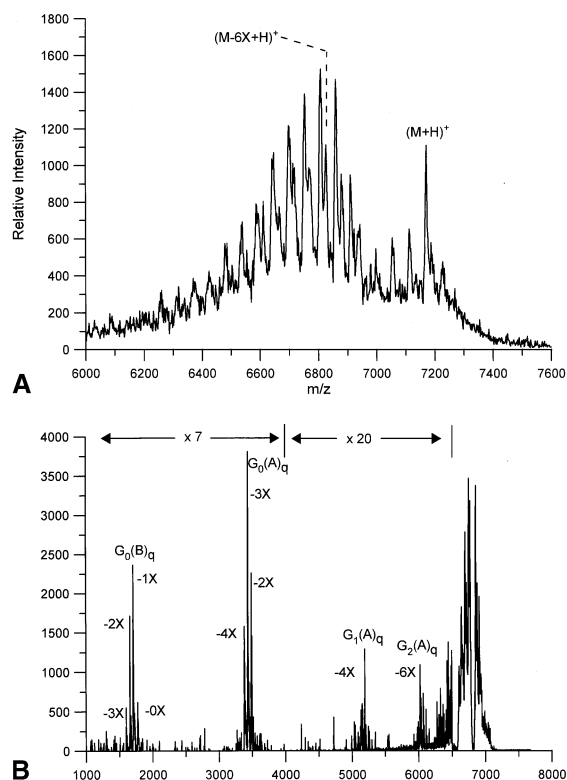 1800
1600
1400
1200
1000
800
600
400
200
0
Relative Intensity
(M-6X+H)+
(M+H)+
6000 6200 6400 6600 6800 7000 7200 7400 7600
m/z
A
x 7 x 20
4000
3500
3000
2500
2000
1500
1000
500
0
G0(A)q
-3X
G0(B)q
-1X
-2X
-2X
-4X
G1(A)q
G2(A)q
-4X
-6X
-3X
-0X
1000 2000 3000 4000 5000 6000 7000 8000
B